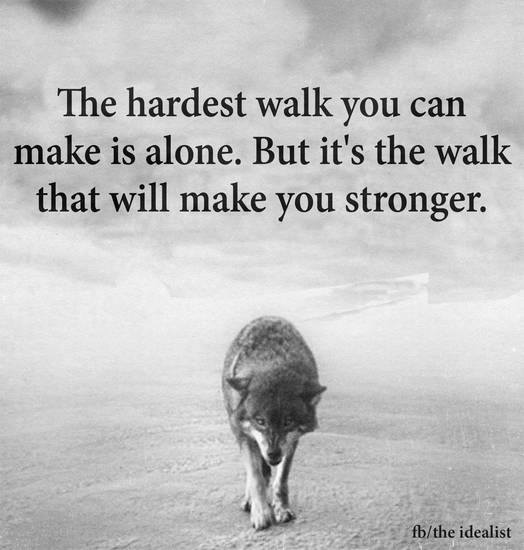 The hardest walk you can
make is alone. But it's the walk
that will make you stronger.
fb/the idealist